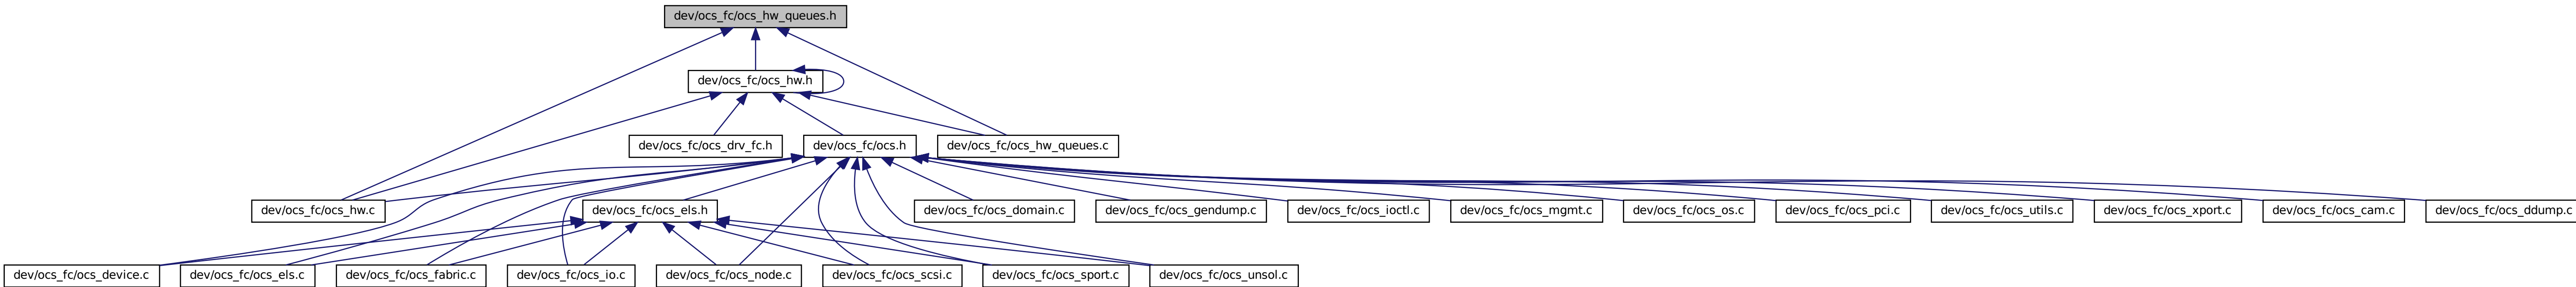 dev/ocs_fc/ocs_hw_queues.h
dev/ocs_fc/ocs_hw.h
dev/ocs_fc/ocs_drv_fc.h
dev/ocs_fc/ocs.h
dev/ocs_fc/ocs_hw_queues.c
dev/ocs_fc/ocs_hw.c
dev/ocs_fc/ocs_els.h
dev/ocs_fc/ocs_domain.c
dev/ocs_fc/ocs_gendump.c
dev/ocs_fc/ocs_ioctl.c
dev/ocs_fc/ocs_mgmt.c
dev/ocs_fc/ocs_os.c
dev/ocs_fc/ocs_pci.c
dev/ocs_fc/ocs_utils.c
dev/ocs_fc/ocs_xport.c
dev/ocs_fc/ocs_cam.c
dev/ocs_fc/ocs_ddump.c
dev/ocs_fc/ocs_device.c
dev/ocs_fc/ocs_els.c
dev/ocs_fc/ocs_fabric.c
dev/ocs_fc/ocs_io.c
dev/ocs_fc/ocs_node.c
dev/ocs_fc/ocs_scsi.c
dev/ocs_fc/ocs_sport.c
dev/ocs_fc/ocs_unsol.c